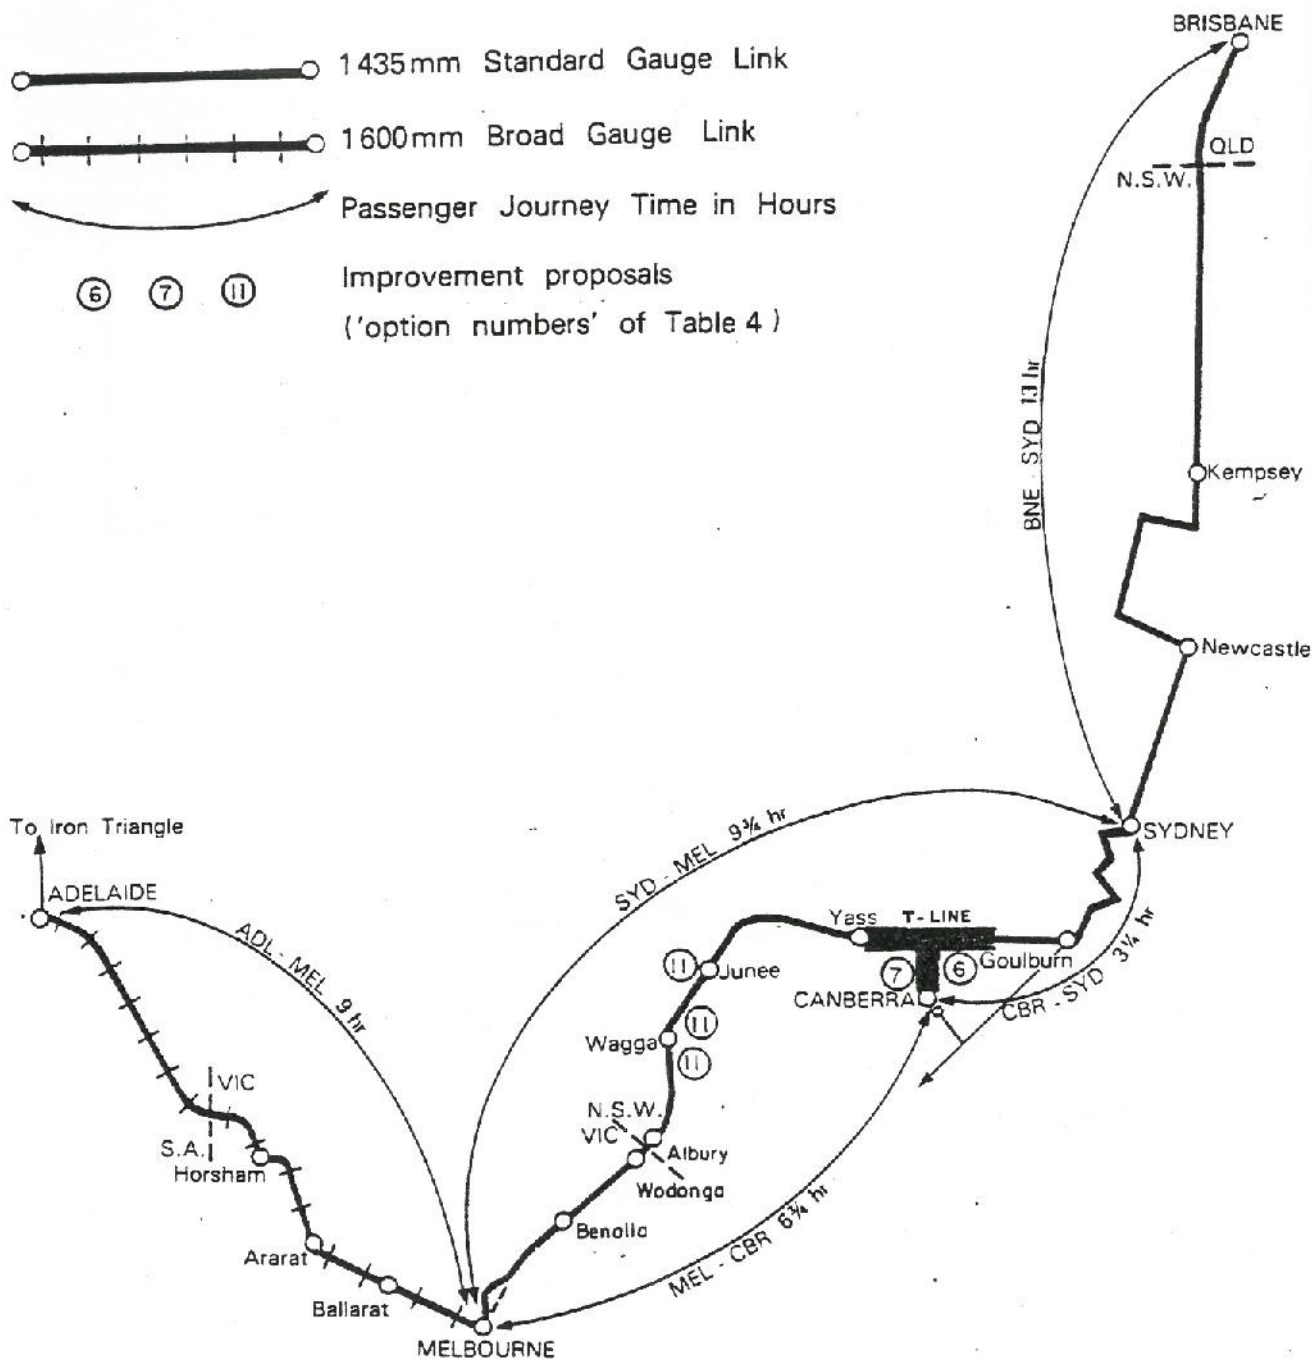 BRISBANE
1435mm Standard Gauge Link
1600mm Broad Gauge Link
QLD
N.S.W.
Passenger Journey Time in Hours
6 7 11
Improvement proposals
('option numbers' of Table 4)
BNE - SYD 13 hr
Kempsey
Newcastle
SYD - MEL 9¾ hr
To Iron Triangle
SYDNEY
ADELAIDE
ADL - MEL 9 hr
Yass
T-LINE
Goulburn
CBR - SYD 3¼ hr
11
Junee
7
6
CANBERRA
Wagga
11
11
VIC
S.A.
Horsham
N.S.W.
VIC
Albury
Wodonga
Benalla
MEL - CBR 6¾ hr
Ararat
Ballarat
MELBOURNE